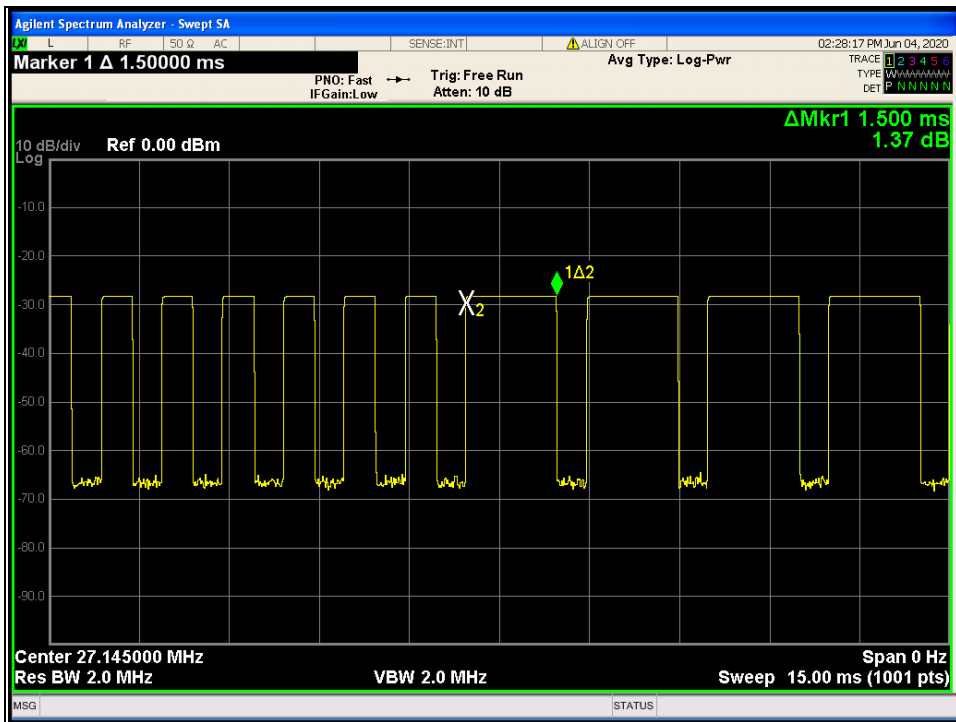 Agilent Spectrum Analyzer - Swept SA
LXI L RF 50 Ω AC SENSE:INT ALIGN OFF 02:28:17 PM Jun 04, 2020
Marker 1 Δ 1.50000 ms
PNO: Fast
IFGain:Low
Trig: Free Run
Atten: 10 dB
Avg Type: Log-Pwr
TRACE 1 2 3 4 5 6
TYPE WWWWWW
DET P N N N N N
ΔMkr1 1.500 ms
1.37 dB
10 dB/div Ref 0.00 dBm
Log
-10.0
-20.0
1Δ2
-30.0
X2
-40.0
-50.0
-60.0
-70.0
-80.0
-90.0
Center 27.145000 MHz Span 0 Hz
Res BW 2.0 MHz VBW 2.0 MHz Sweep 15.00 ms (1001 pts)
MSG STATUS